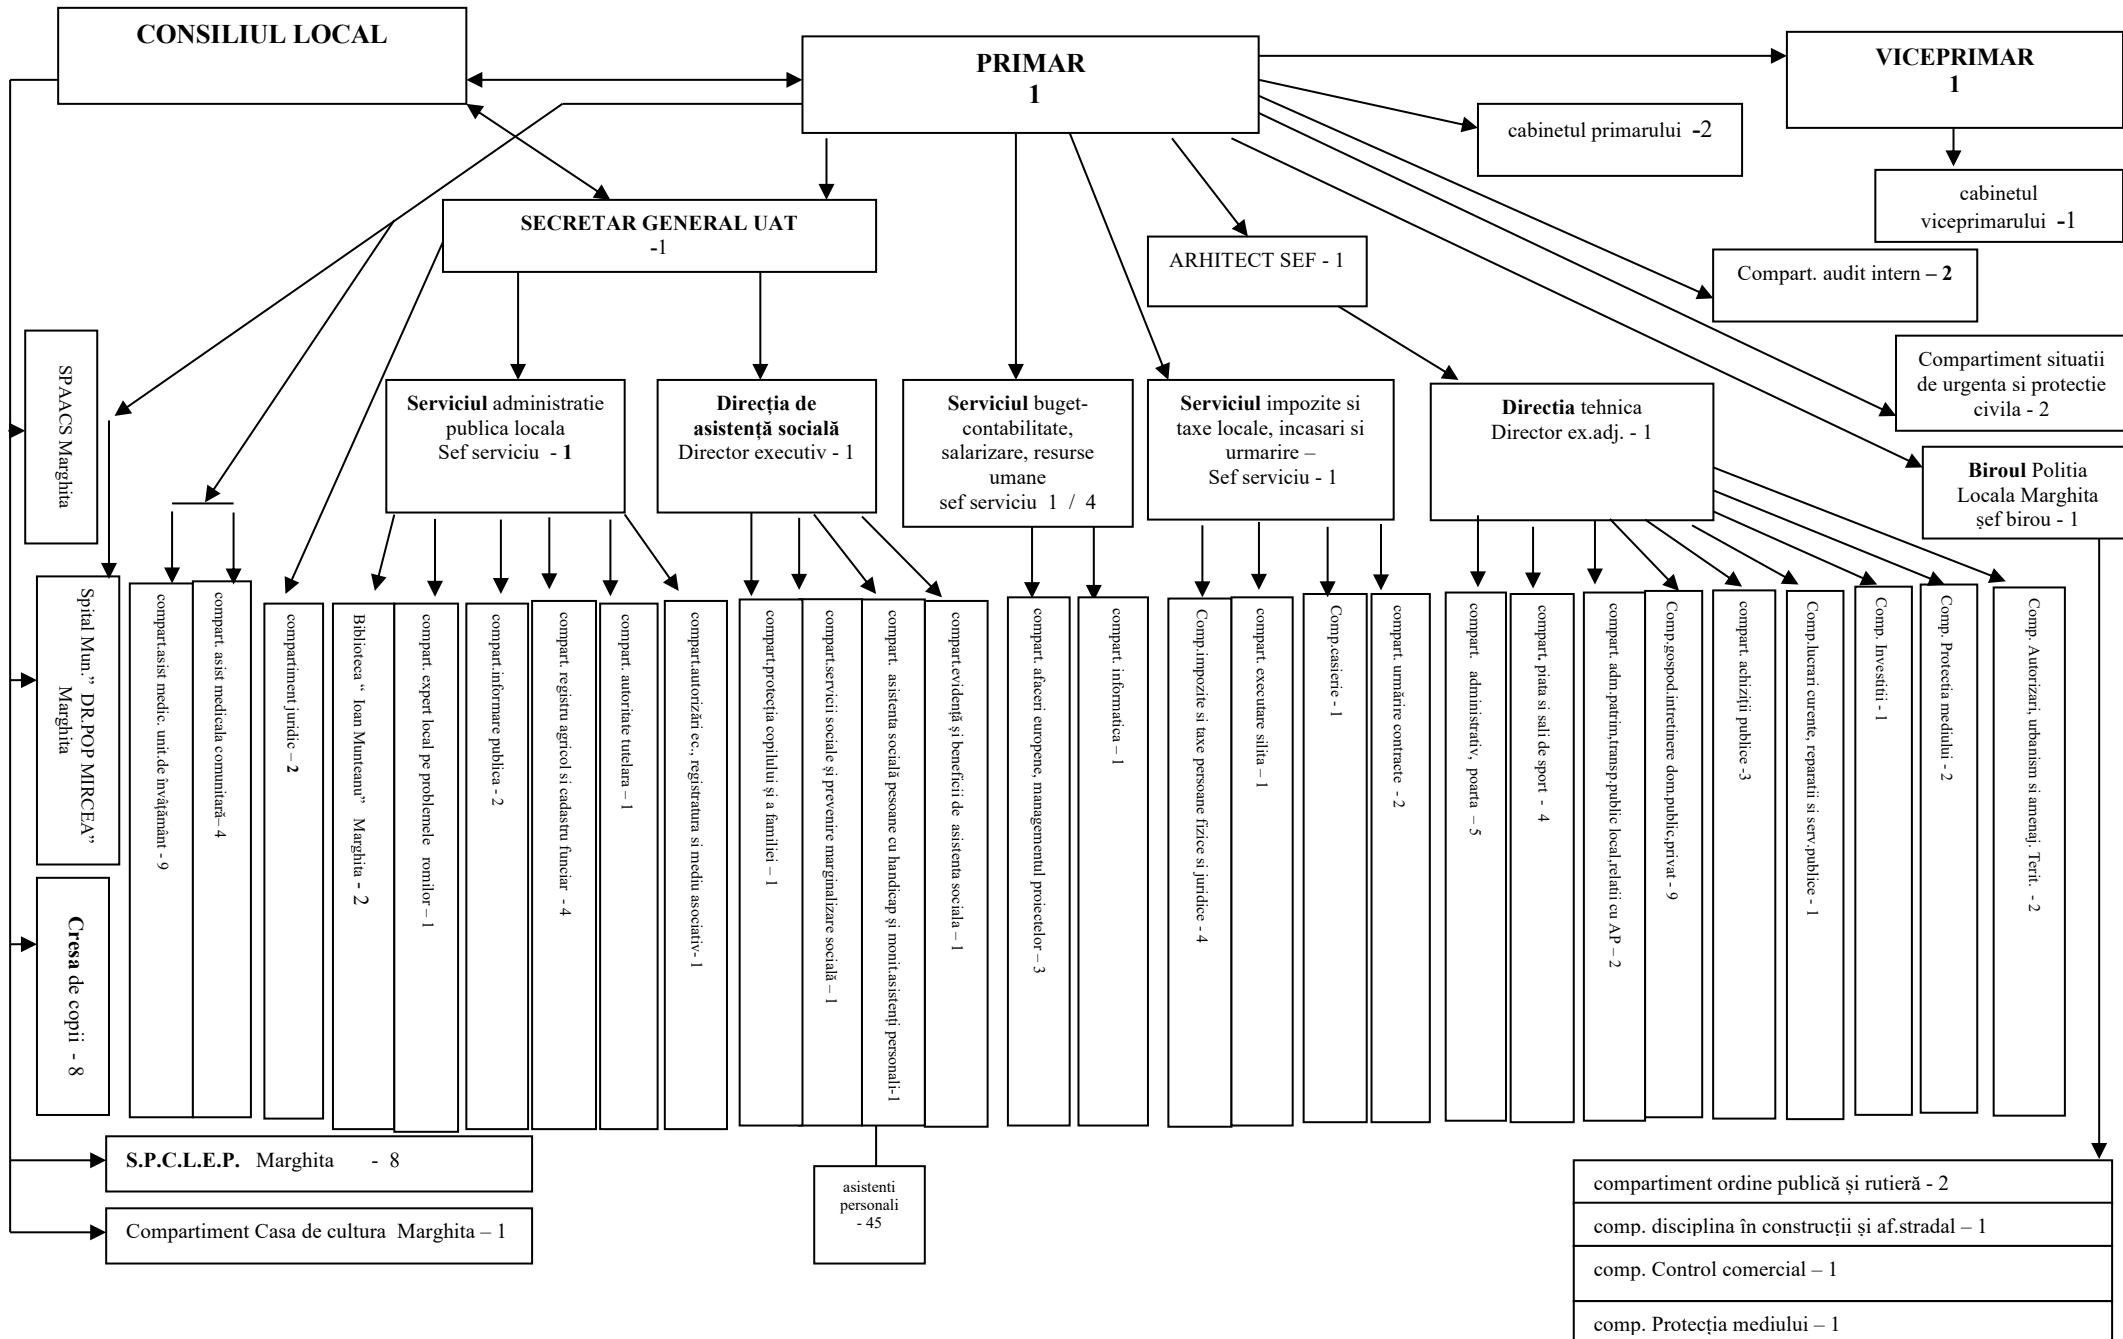 CONSILIUL LOCAL
PRIMAR
1
VICEPRIMAR
1
cabinetul primarului -2
cabinetul
viceprimarului -1
SECRETAR GENERAL UAT
-1
ARHITECT SEF - 1
Compart. audit intern – 2
Compartiment situatii
de urgenta si protectie
civila - 2
Biroul Politia
Locala Marghita
șef birou - 1
SPAACS Marghita
Serviciul administratie
publica locala
Sef serviciu - 1
Direcția de
asistență socială
Director executiv - 1
Serviciul buget-
contabilitate,
salarizare, resurse
umane
sef serviciu 1 / 4
Serviciul impozite si
taxe locale, incasari si
urmarire –
Sef serviciu - 1
Directia tehnica
Director ex.adj. - 1
Spital Mun.” DR.POP MIRCEA”
Marghita
Cresa de copii - 8
compart.asist medic. unit.de învățământ - 9
compart. asist medicala comunitară– 4
compartiment juridic – 2
Biblioteca “ Ioan Munteanu” Marghita - 2
compart. expert local pe problemele romilor – 1
compart.informare publica - 2
compart. registru agricol si cadastru funciar - 4
compart. autoritate tutelara – 1
compart.autorizări ec., registratura si mediu asociativ- 1
compart.protecția copilului și a familiei – 1
compart.servicii sociale și prevenire marginalizare socială – 1
compart. asistenta socială pesoane cu handicap și monit.asistenți personali-1
compart.evidență și beneficii de asistenta sociala – 1
compart. afaceri europene, managementul proiectelor – 3
compart. informatica – 1
Comp.impozite si taxe persoane fizice si juridice - 4
compart. executare silita – 1
Comp.casierie - 1
compart. urmărire contracte - 2
compart. administrativ, poarta – 5
compart. piata si sali de sport - 4
compart. adm.patrim,transp.public local,relatii cu AP – 2
Comp.gospod.intretinere dom.public,privat - 9
compart. achiziții publice -3
Comp.lucrari curente, reparatii si serv.publice - 1
Comp. Investitii - 1
Comp. Protectia mediului - 2
Comp. Autorizari, urbanism si amenaj. Terit. - 2
S.P.C.L.E.P. Marghita - 8
Compartiment Casa de cultura Marghita – 1
asistenti
personali
- 45
compartiment ordine publică și rutieră - 2
comp. disciplina în construcții și af.stradal – 1
comp. Control comercial – 1
comp. Protecția mediului – 1